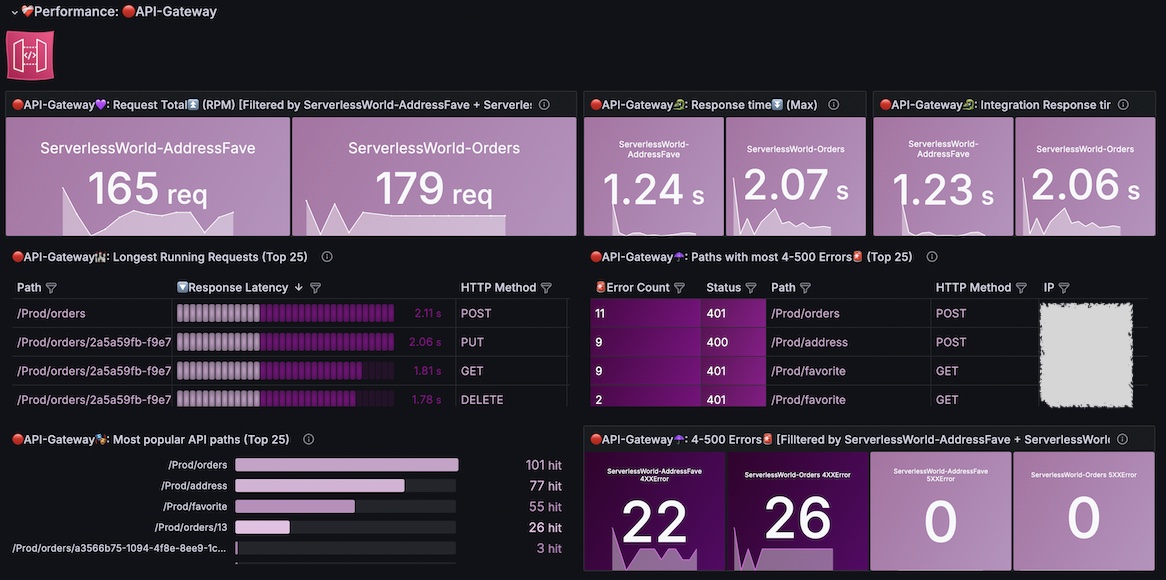 Performance: API-Gateway
API-Gateway: Request Total (RPM) [Filtered by ServerlessWorld-AddressFave + Serverles
ServerlessWorld-AddressFave
165 req
ServerlessWorld-Orders
179 req
API-Gateway: Response time (Max)
ServerlessWorld-
AddressFave
1.24 s
ServerlessWorld-Orders
2.07 s
API-Gateway: Integration Response tir
ServerlessWorld-
AddressFave
1.23 s
ServerlessWorld-Orders
2.06 s
API-Gateway: Longest Running Requests (Top 25)
Path Response Latency HTTP Method
/Prod/orders 2.11 s POST
/Prod/orders/2a5a59fb-f9e7 2.06 s PUT
/Prod/orders/2a5a59fb-f9e7 1.81 s GET
/Prod/orders/2a5a59fb-f9e7 1.78 s DELETE
API-Gateway: Paths with most 4-500 Errors (Top 25)
Error Count Status Path HTTP Method IP
11 401 /Prod/orders POST
9 400 /Prod/address POST
9 401 /Prod/favorite GET
2 401 /Prod/favorite GET
API-Gateway: Most popular API paths (Top 25)
/Prod/orders 101 hit
/Prod/address 77 hit
/Prod/favorite 55 hit
/Prod/orders/13 26 hit
/Prod/orders/a3566b75-1094-4f8e-8ee9-1c... 3 hit
API-Gateway: 4-500 Errors [Filltered by ServerlessWorld-AddressFave + ServerlessWorl
ServerlessWorld-AddressFave
4XXError
22
ServerlessWorld-Orders 4XXError
26
ServerlessWorld-AddressFave
5XXError
0
ServerlessWorld-Orders 5XXError
0